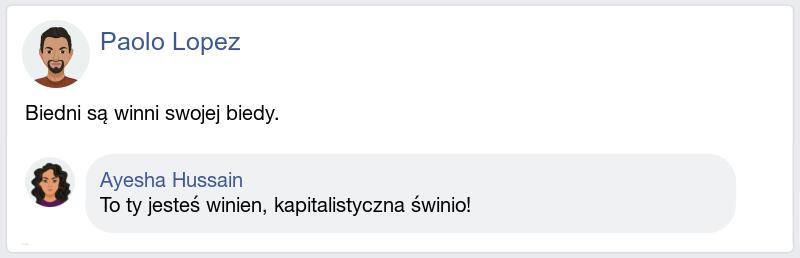 Paolo Lopez
Biedni są winni swojej biedy.
Ayesha Hussain
To ty jesteś winien, kapitalistyczna świnio!